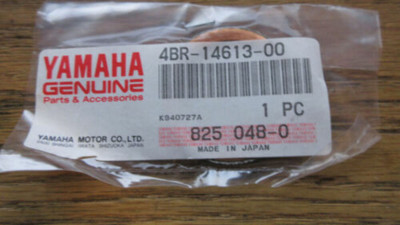 YAMAHA
GENUINE
Parts & Accessories
4BR-14613-00
K940727A
1 PC
YAMAHA MOTOR CO.,LTD.
825 048-0
MADE IN JAPAN